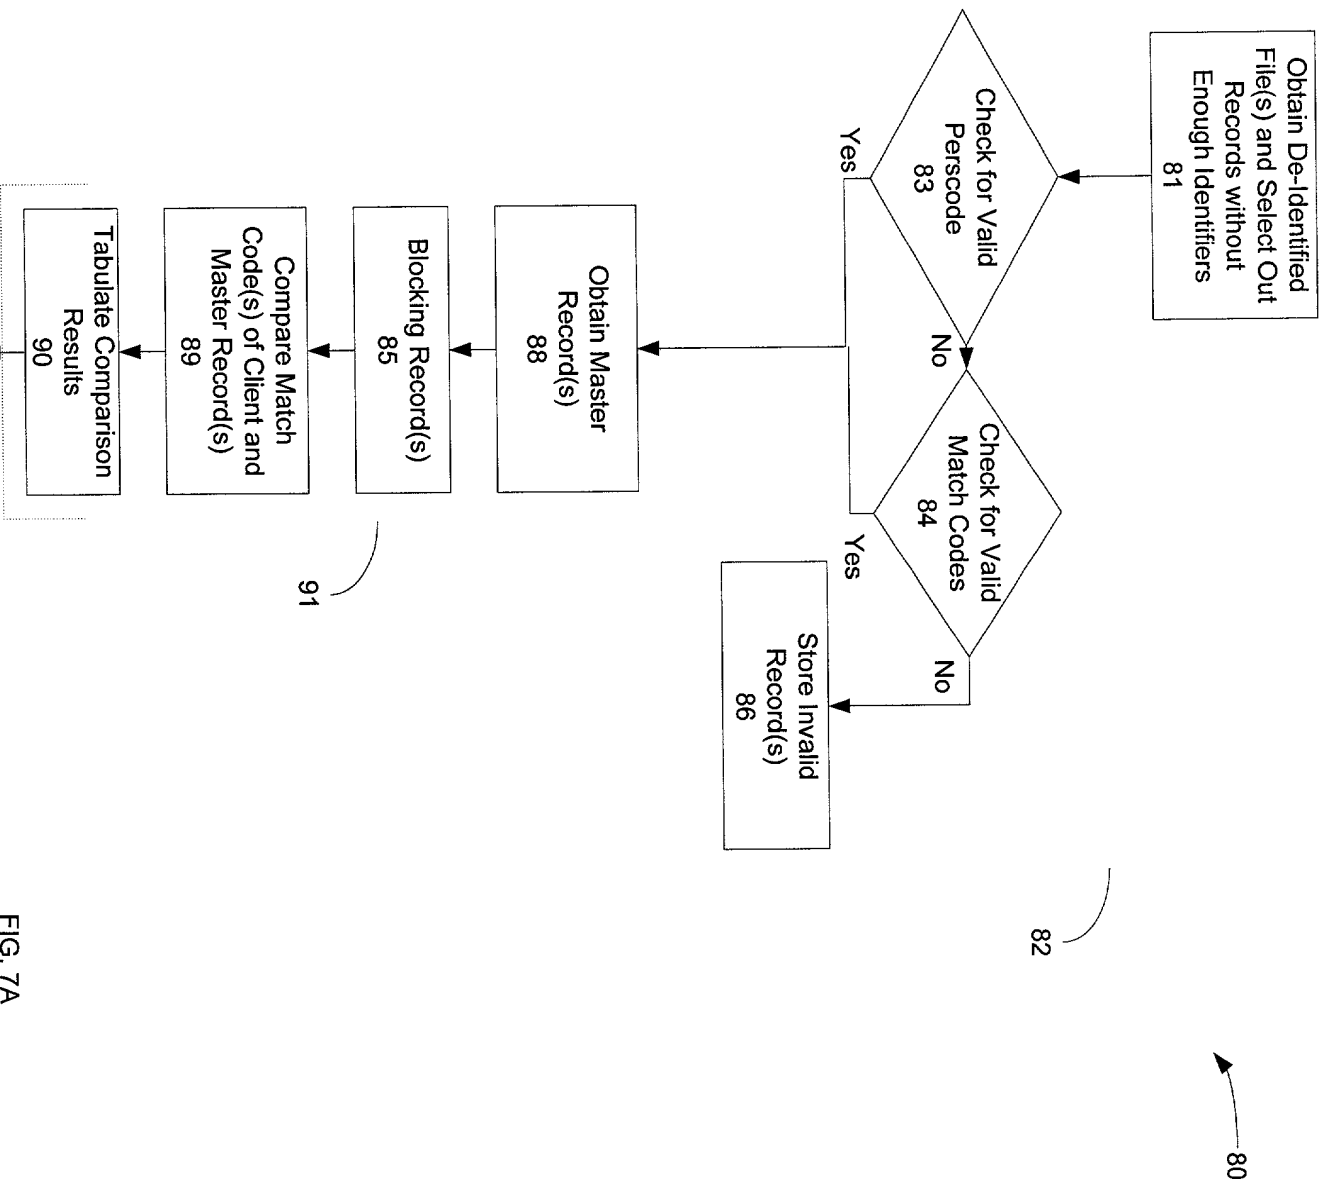 80
Obtain De-Identified
File(s) and Select Out
Records without
Enough Identifiers
81
82
Check for Valid
Perscode
83
No
Check for Valid
Match Codes
84
No
Yes
Yes
Store Invalid
Record(s)
86
Obtain Master
Record(s)
88
Blocking Record(s)
85
91
Compare Match
Code(s) of Client and
Master Record(s)
89
Tabulate Comparison
Results
90
FIG. 7A